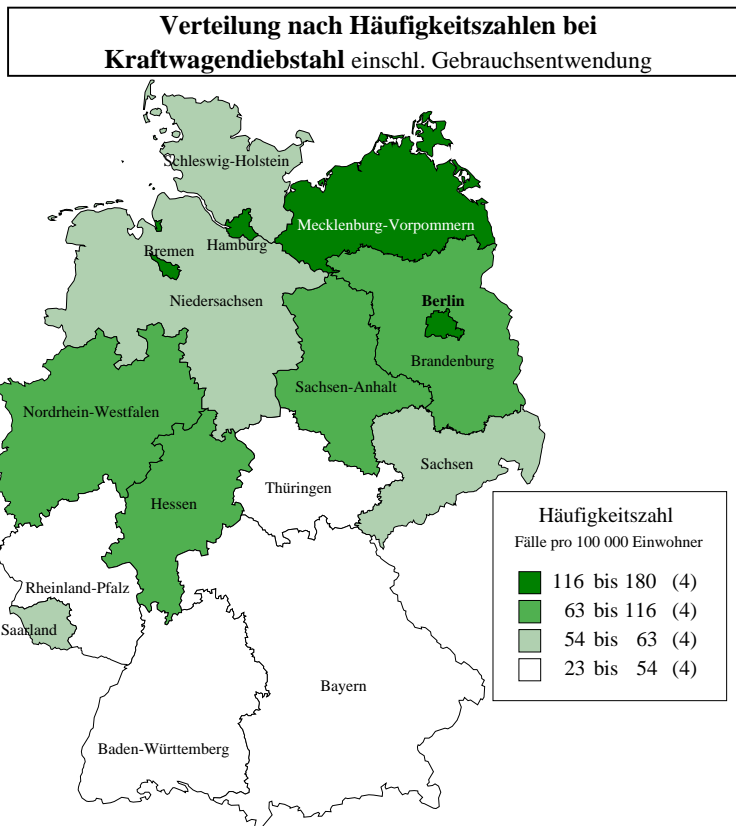 Verteilung nach Häufigkeitszahlen bei
Kraftwagendiebstahl einschl. Gebrauchsentwendung
Schleswig-Holstein
Mecklenburg-Vorpommern
Hamburg
Bremen
Niedersachsen
Berlin
Brandenburg
Sachsen-Anhalt
Nordrhein-Westfalen
Sachsen
Thüringen
Hessen
Rheinland-Pfalz
Saarland
Bayern
Baden-Württemberg
Häufigkeitszahl
Fälle pro 100 000 Einwohner
116 bis 180 (4)
63 bis 116 (4)
54 bis 63 (4)
23 bis 54 (4)